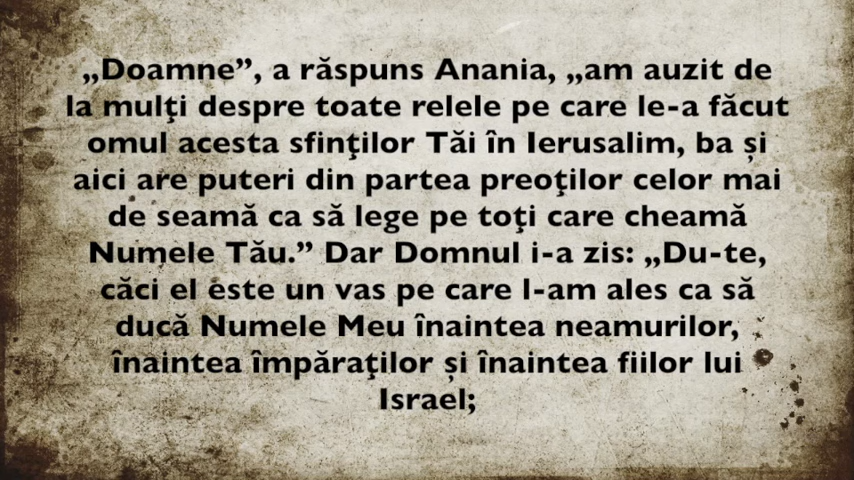 „Doamne”, a răspuns Anania, „am auzit de
la mulţi despre toate relele pe care le-a făcut
omul acesta sfinţilor Tăi în Ierusalim, ba și
aici are puteri din partea preoţilor celor mai
de seamă ca să lege pe toţi care cheamă
Numele Tău.” Dar Domnul i-a zis: „Du-te,
căci el este un vas pe care l-am ales ca să
ducă Numele Meu înaintea neamurilor,
înaintea împăraţilor și înaintea fiilor lui
Israel;